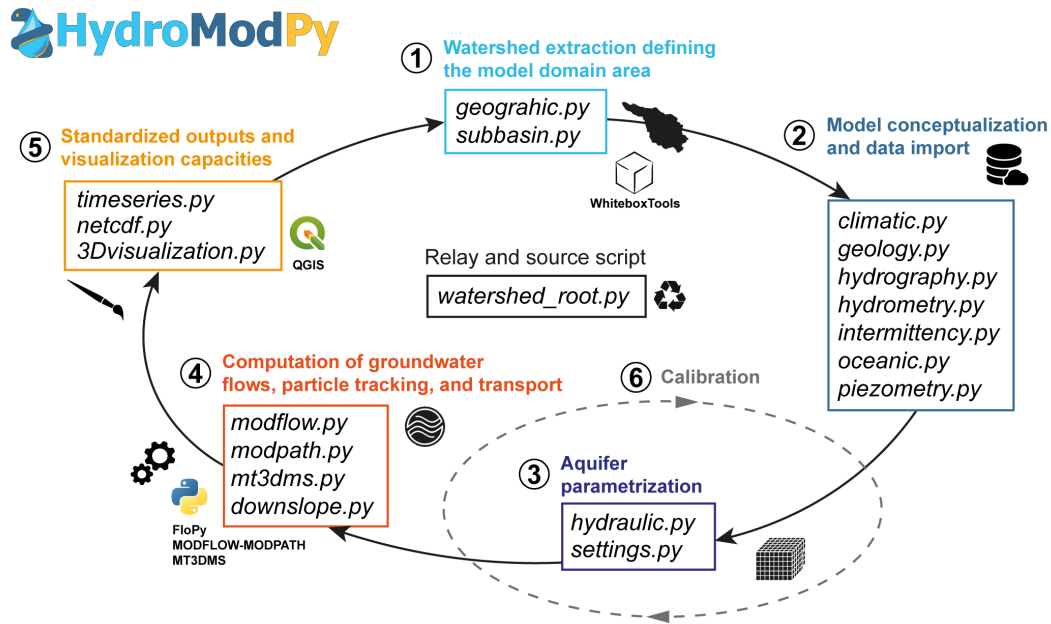 HydroModPy
1
Watershed extraction defining
the model domain area
geograhic.py
subbasin.py
WhiteboxTools
2
Model conceptualization
and data import
climatic.py
geology.py
hydrography.py
hydrometry.py
intermittency.py
oceanic.py
piezometry.py
5
Standardized outputs and
visualization capacities
timeseries.py
netcdf.py
3Dvisualization.py
QGIS
Relay and source script
watershed_root.py
4
Computation of groundwater
flows, particle tracking, and transport
modflow.py
modpath.py
mt3dms.py
downslope.py
FloPy
MODFLOW-MODPATH
MT3DMS
6 Calibration
3
Aquifer
parametrization
hydraulic.py
settings.py